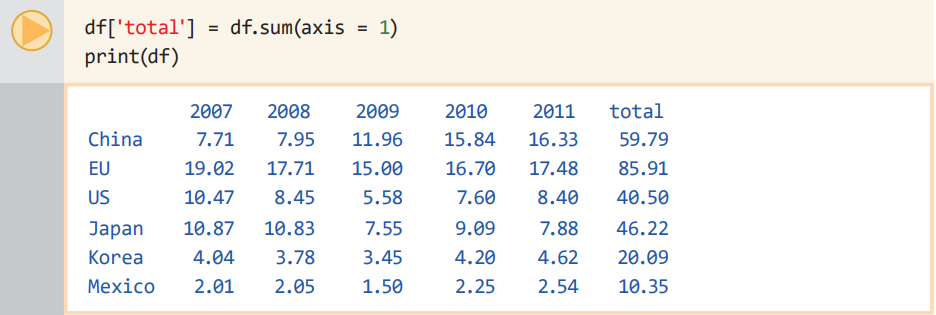 df['total'] = df.sum(axis = 1)
print(df)
2007 2008 2009 2010 2011 total
China 7.71 7.95 11.96 15.84 16.33 59.79
EU 19.02 17.71 15.00 16.70 17.48 85.91
US 10.47 8.45 5.58 7.60 8.40 40.50
Japan 10.87 10.83 7.55 9.09 7.88 46.22
Korea 4.04 3.78 3.45 4.20 4.62 20.09
Mexico 2.01 2.05 1.50 2.25 2.54 10.35